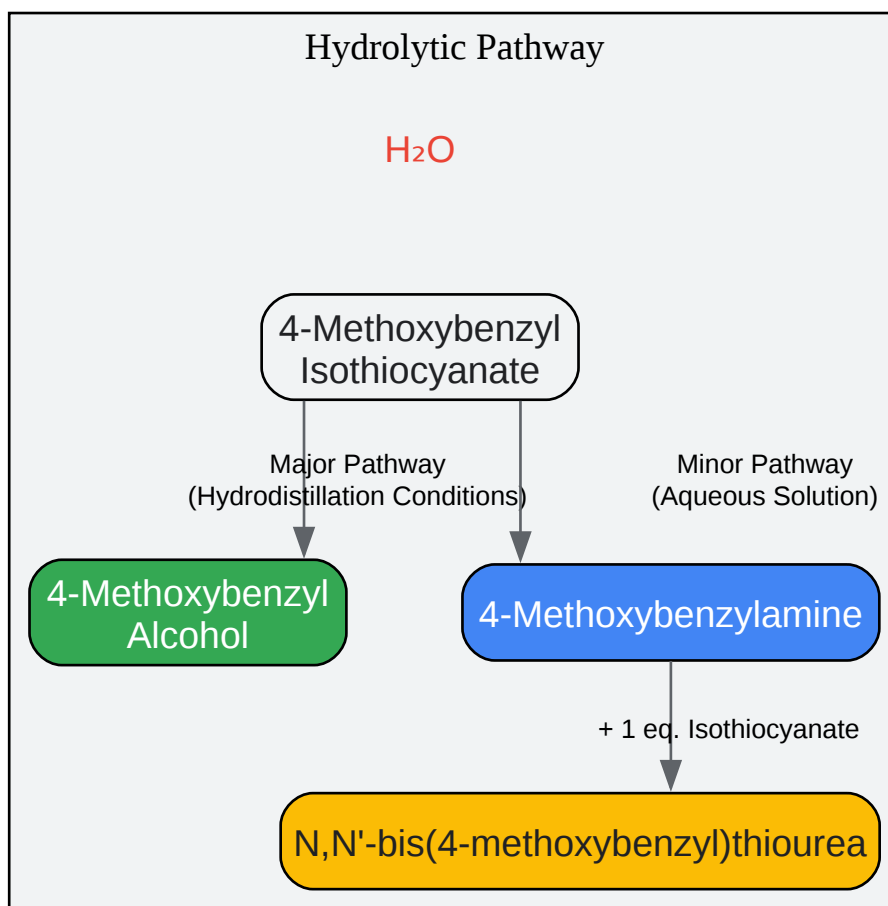 Hydrolytic Pathway
H₂O
4-Methoxybenzyl
Isothiocyanate
Major Pathway
(Hydrodistillation Conditions)
Minor Pathway
(Aqueous Solution)
4-Methoxybenzyl
Alcohol
4-Methoxybenzylamine
+ 1 eq. Isothiocyanate
N,N'-bis(4-methoxybenzyl)thiourea